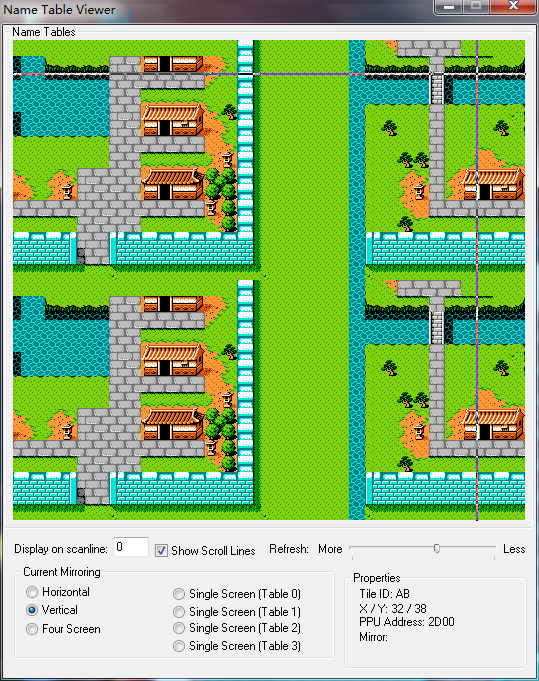 Name Table Viewer
Name Tables
Display on scanline: 0 Show Scroll Lines Refresh: More Less
Current Mirroring
Horizontal
Vertical
Four Screen
Single Screen (Table 0)
Single Screen (Table 1)
Single Screen (Table 2)
Single Screen (Table 3)
Properties
Tile ID: AB
X / Y: 32 / 38
PPU Address: 2D00
Mirror: